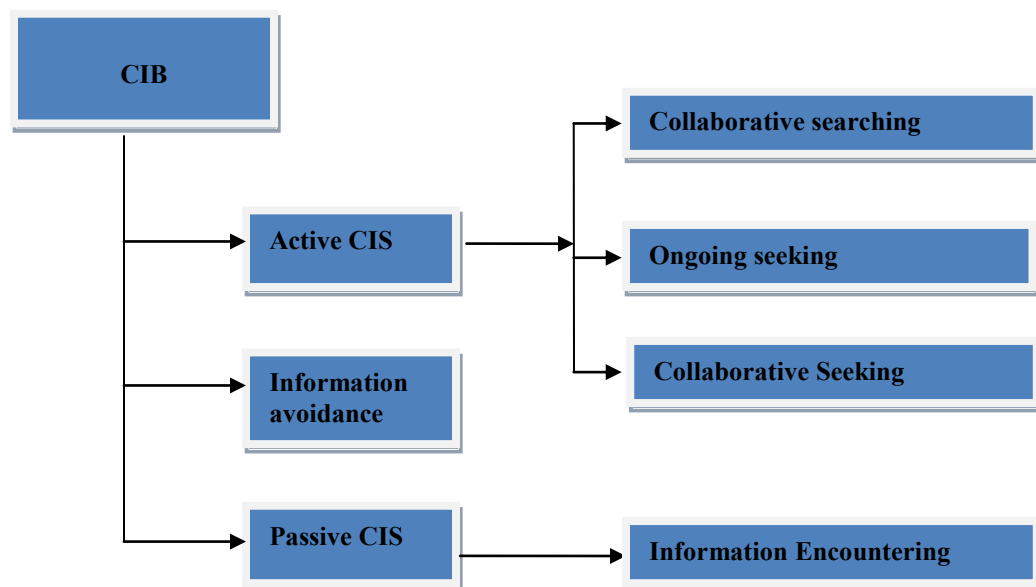 CIB
Collaborative searching
Active CIS
Ongoing seeking
Collaborative Seeking
Information
avoidance
Passive CIS
Information Encountering